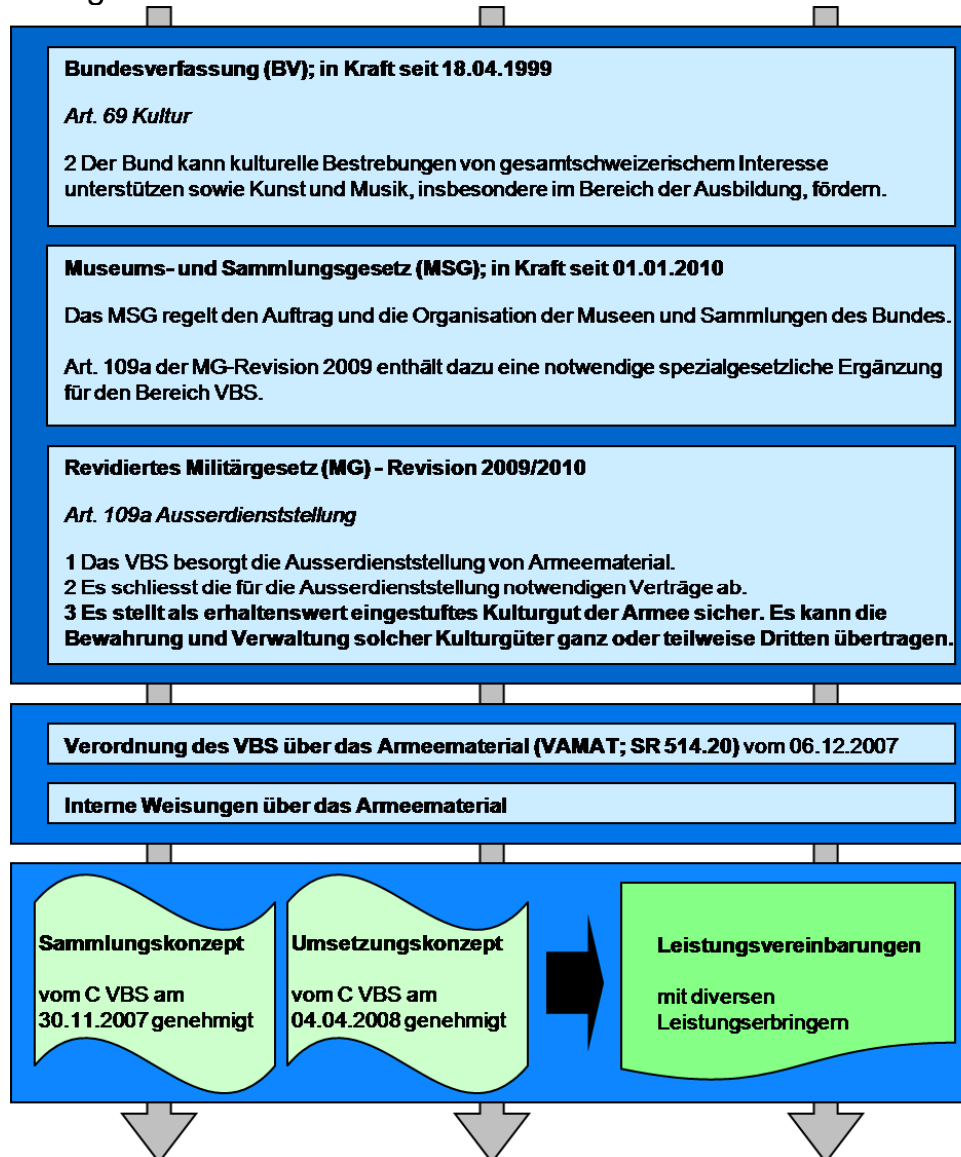 Bundesverfassung (BV); in Kraft seit 18.04.1999
Art. 69 Kultur
2 Der Bund kann kulturelle Bestrebungen von gesamtschweizerischem Interesse
unterstützen sowie Kunst und Musik, insbesondere im Bereich der Ausbildung, fördern.
Museums- und Sammlungsgesetz (MSG); in Kraft seit 01.01.2010
Das MSG regelt den Auftrag und die Organisation der Museen und Sammlungen des Bundes.
Art. 109a der MG-Revision 2009 enthält dazu eine notwendige spezialgesetzliche Ergänzung
für den Bereich VBS.
Revidiertes Militärgesetz (MG) - Revision 2009/2010
Art. 109a Ausserdienststellung
1 Das VBS besorgt die Ausserdienststellung von Armeematerial.
2 Es schliesst die für die Ausserdienststellung notwendigen Verträge ab.
3 Es stellt als erhaltenswert eingestuftes Kulturgut der Armee sicher. Es kann die
Bewahrung und Verwaltung solcher Kulturgüter ganz oder teilweise Dritten übertragen.
Verordnung des VBS über das Armeematerial (VAMAT; SR 514.20) vom 06.12.2007
Interne Weisungen über das Armeematerial
Sammlungskonzept
vom C VBS am
30.11.2007 genehmigt
Umsetzungskonzept
vom C VBS am
04.04.2008 genehmigt
Leistungsvereinbarungen
mit diversen
Leistungserbringern